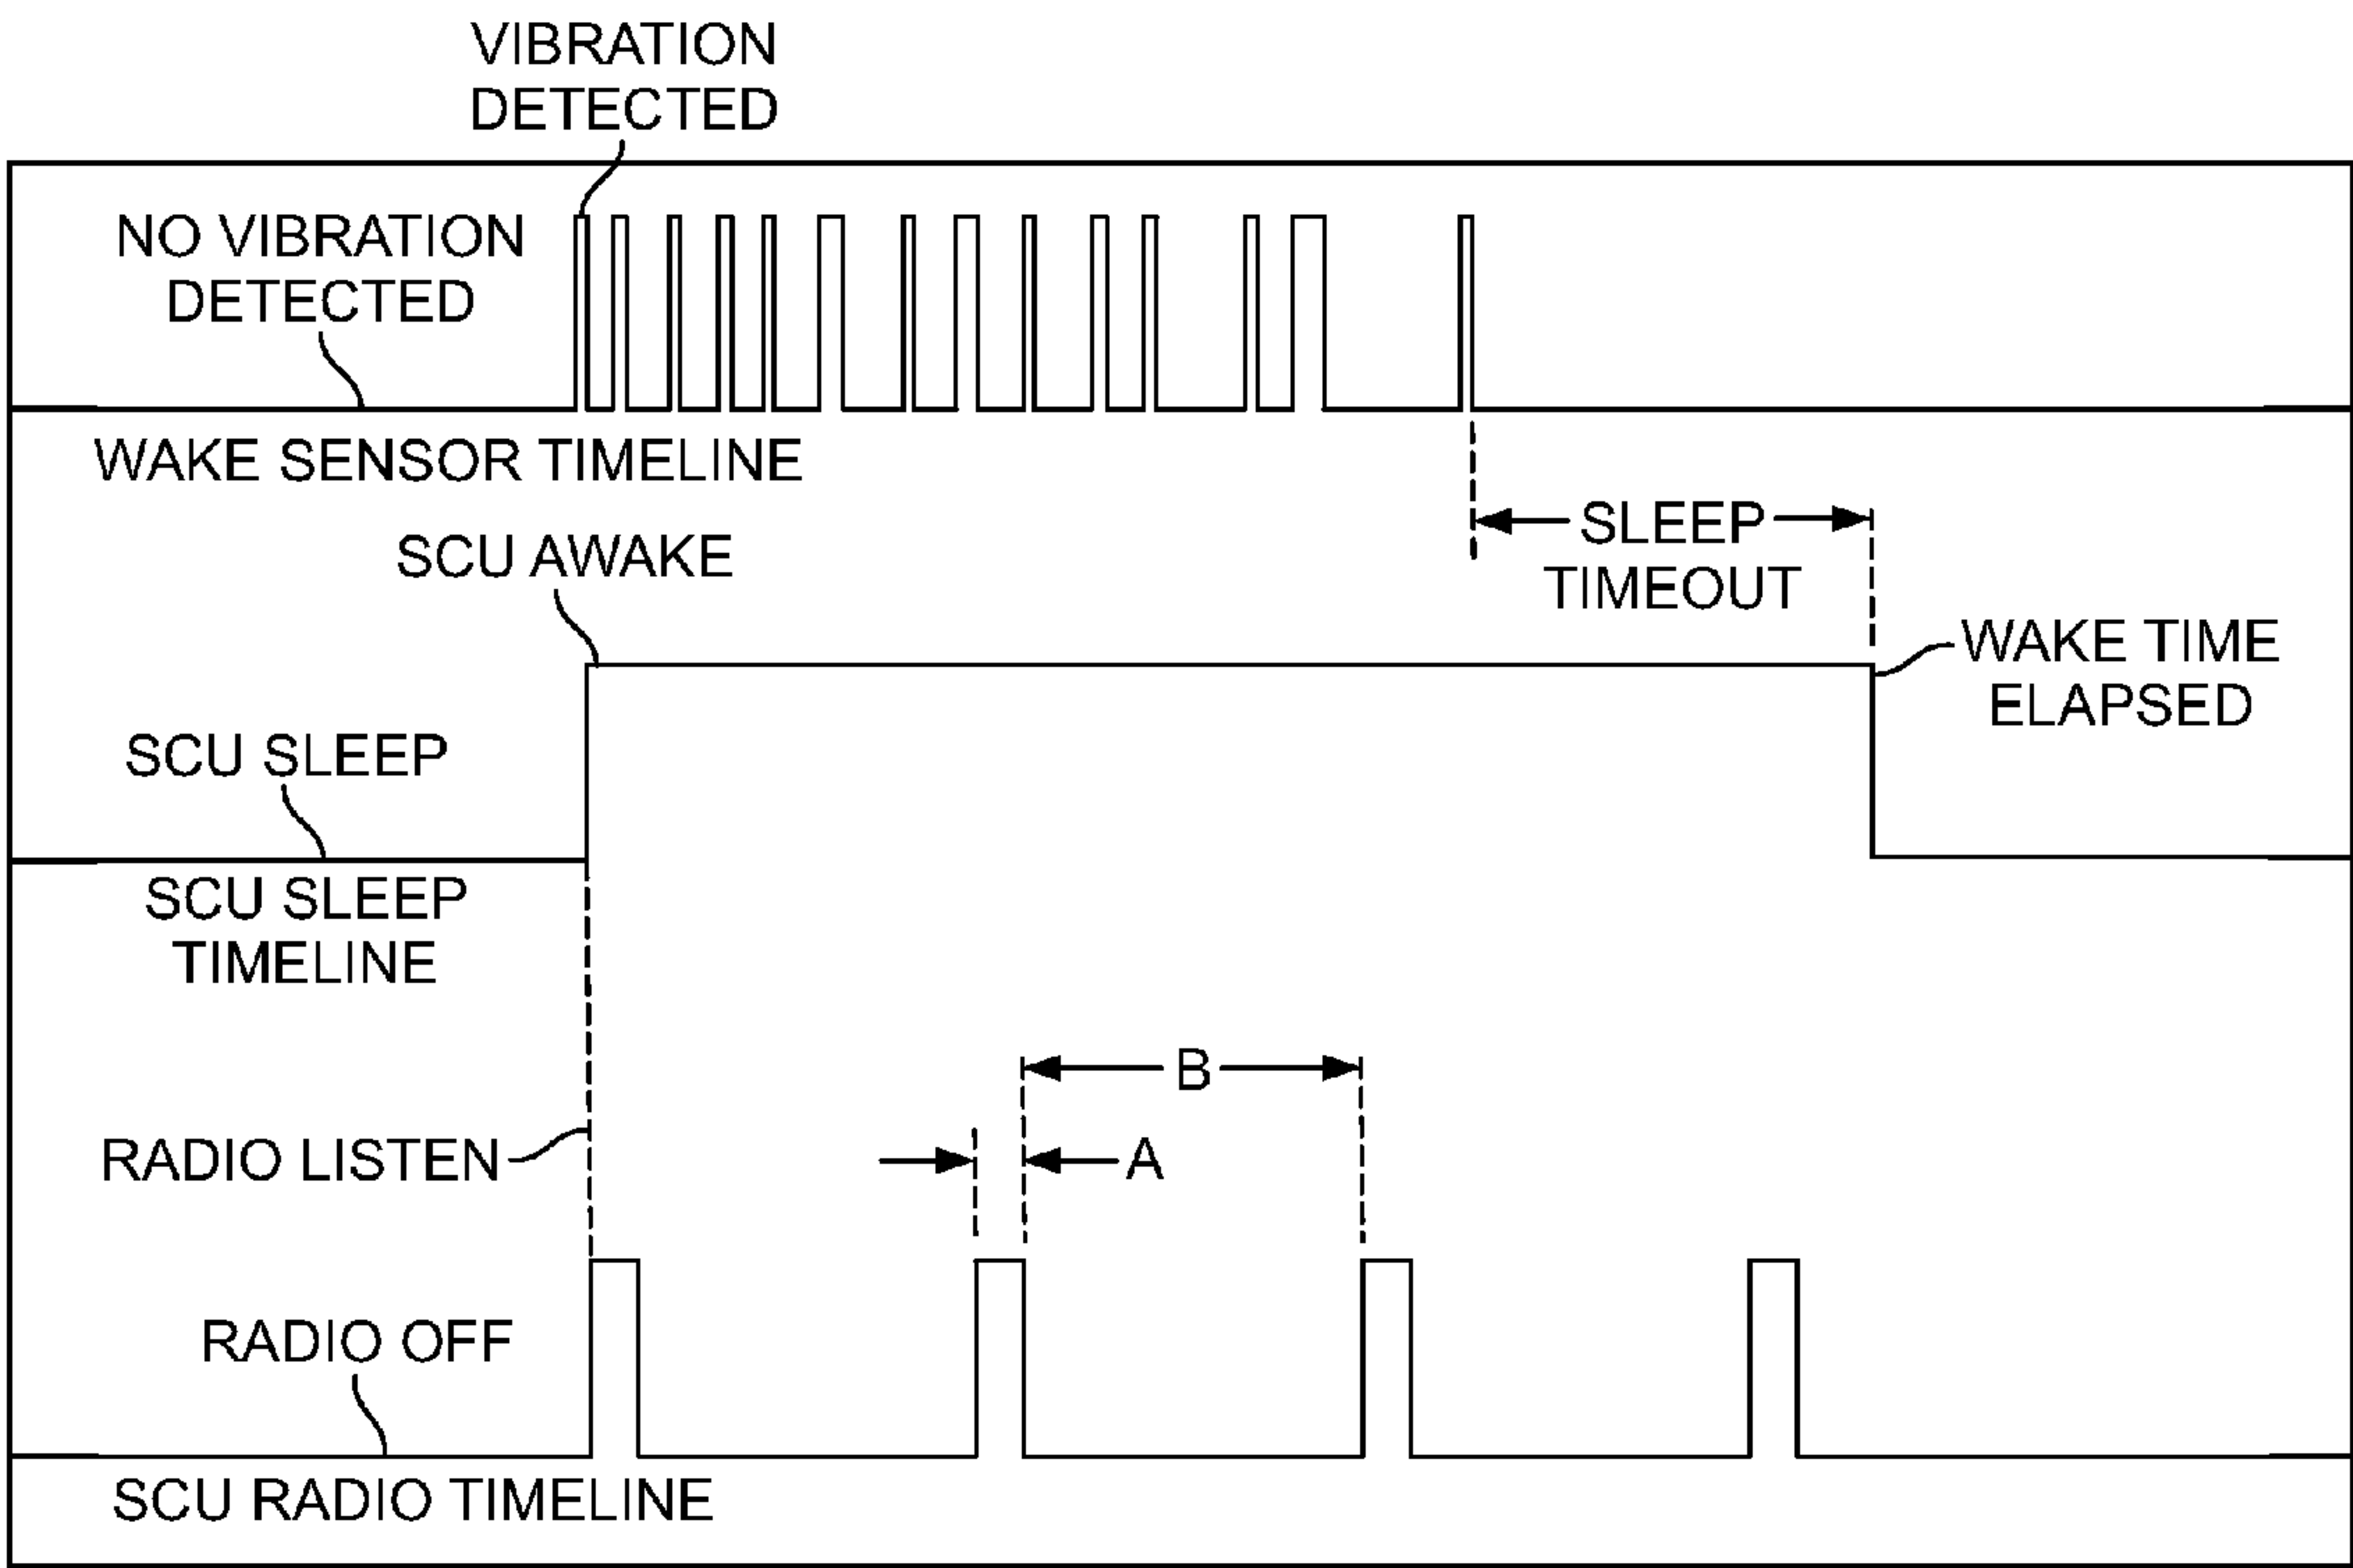 VIBRATION
DETECTED
NO VIBRATION
DETECTED
WAKE SENSOR TIMELINE
SLEEP
TIMEOUT
SCU AWAKE
WAKE TIME
ELAPSED
SCU SLEEP
SCU SLEEP
TIMELINE
B
RADIO LISTEN
A
RADIO OFF
SCU RADIO TIMELINE